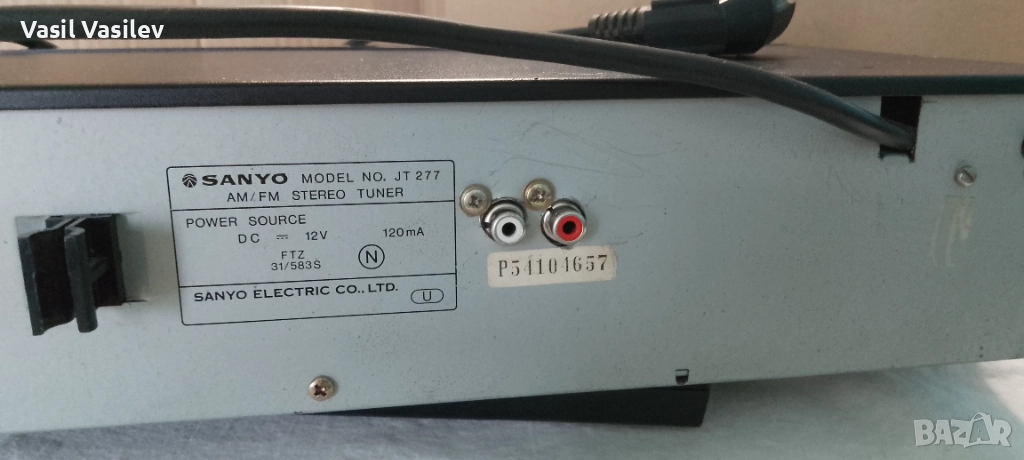 Vasil Vasilev
SANYO MODEL NO. JT 277
AM/FM STEREO TUNER
POWER SOURCE
DC ⎓ 12V 120mA
FTZ
31/583S
N
SANYO ELECTRIC CO., LTD.
U
P54104657
BAZAR